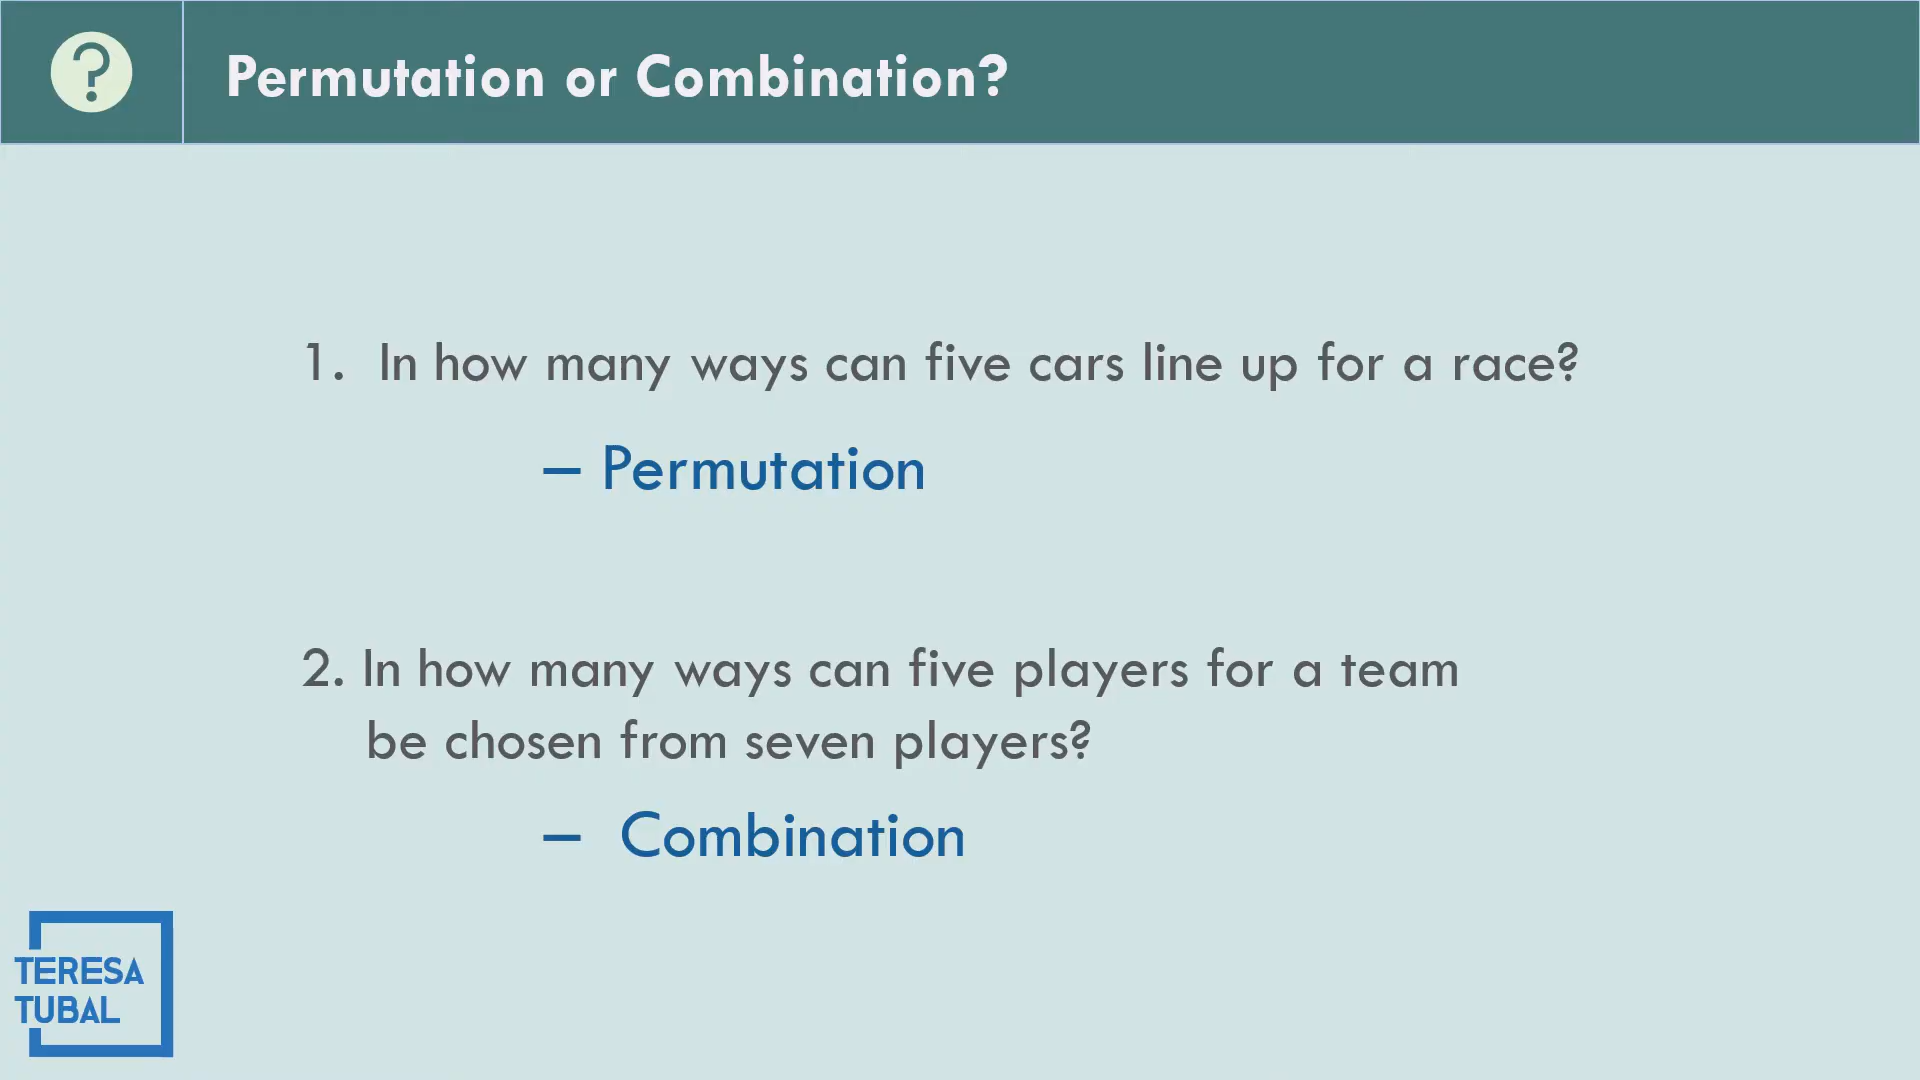 Permutation or Combination?
1. In how many ways can five cars line up for a race?
– Permutation
2. In how many ways can five players for a team
be chosen from seven players?
– Combination
TERESA
TUBAL